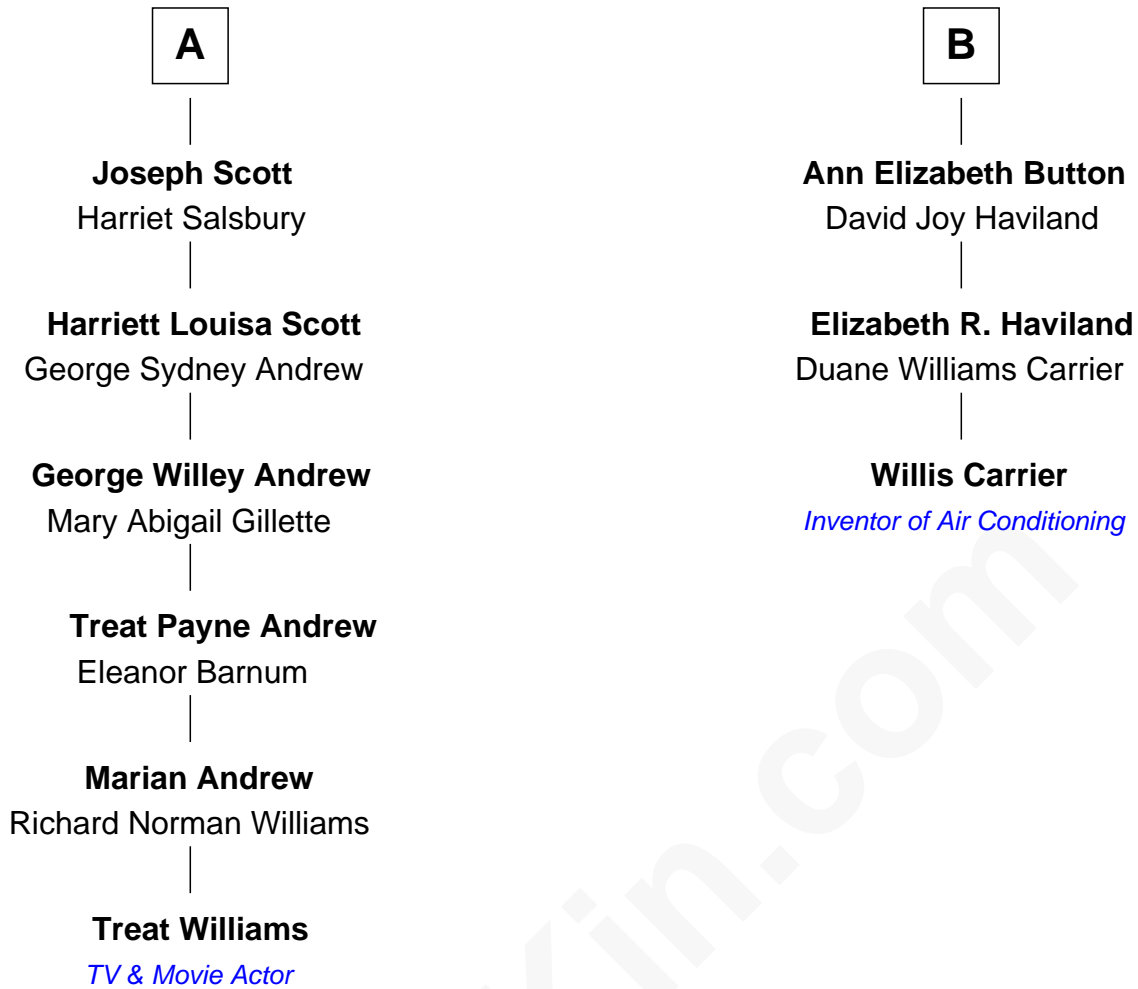 A
Joseph Scott
Harriet Salsbury
Harriett Louisa Scott
George Sydney Andrew
George Willey Andrew
Mary Abigail Gillette
Treat Payne Andrew
Eleanor Barnum
Marian Andrew
Richard Norman Williams
Treat Williams
TV & Movie Actor
B
Ann Elizabeth Button
David Joy Haviland
Elizabeth R. Haviland
Duane Williams Carrier
Willis Carrier
Inventor of Air Conditioning
Kin.com